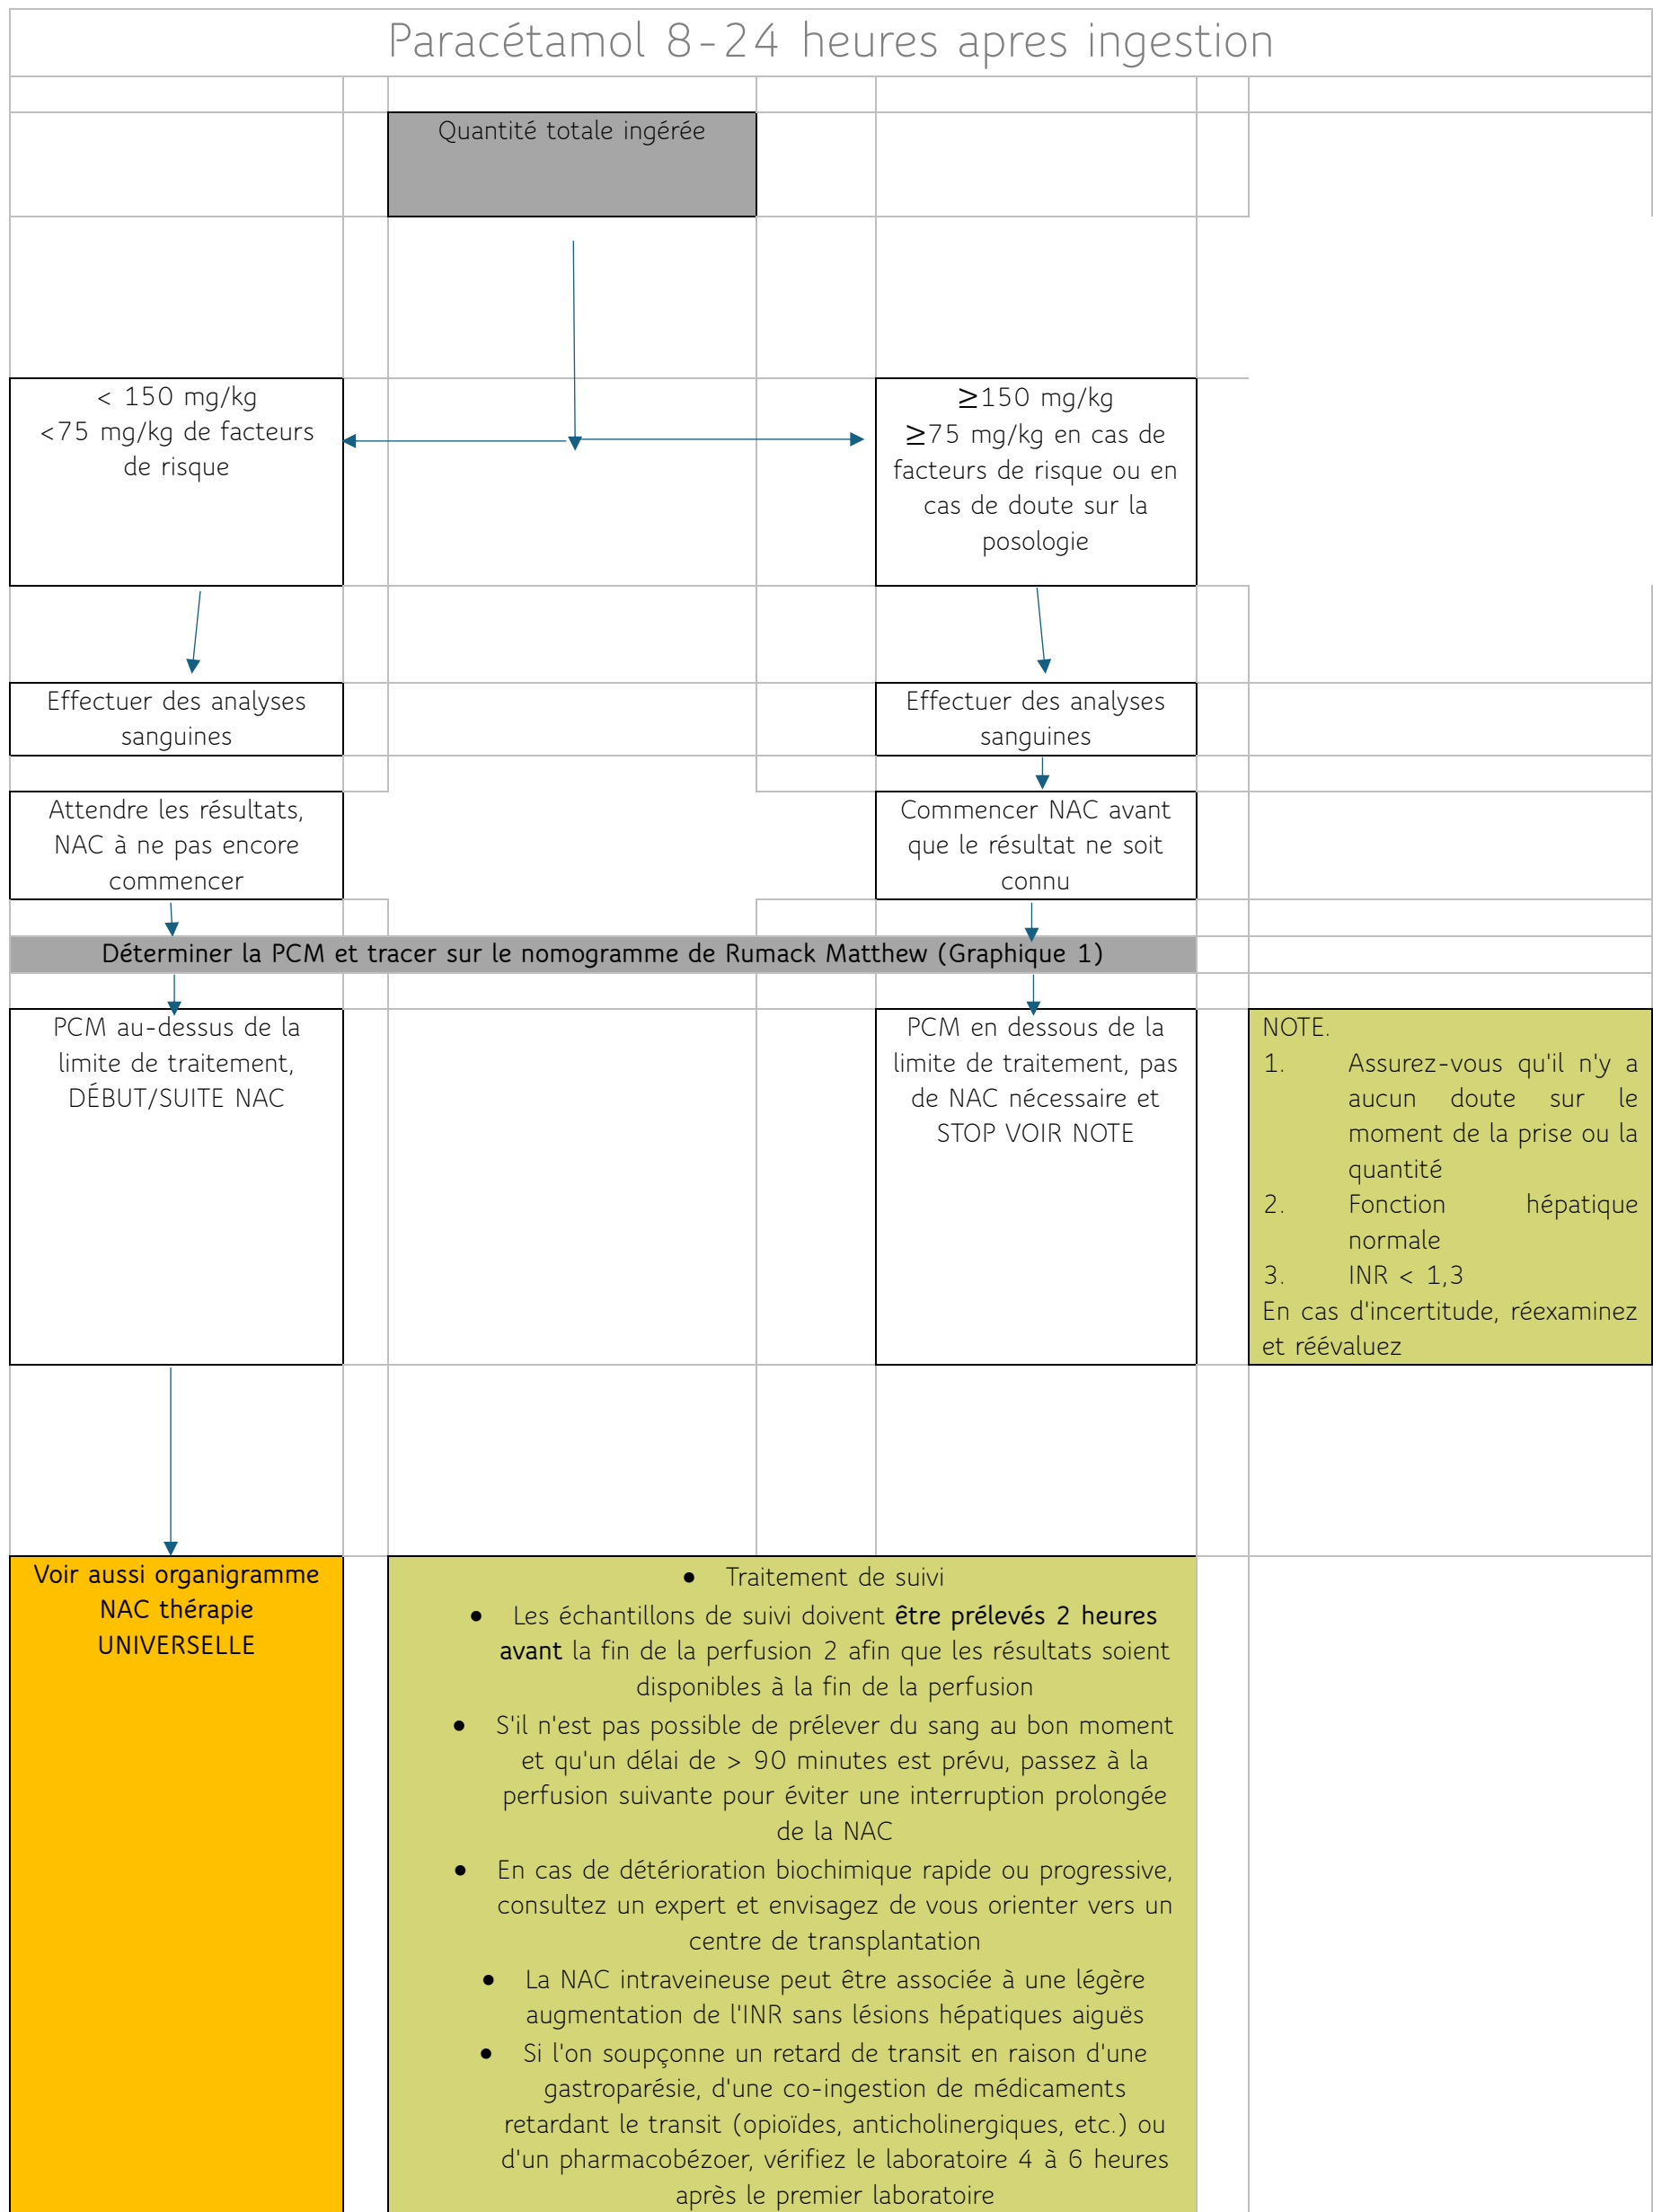 Paracétamol 8-24 heures apres ingestion
Quantité totale ingérée
< 150 mg/kg
<75 mg/kg de facteurs
de risque
≥150 mg/kg
≥75 mg/kg en cas de
facteurs de risque ou en
cas de doute sur la
posologie
Effectuer des analyses
sanguines
Effectuer des analyses
sanguines
Attendre les résultats,
NAC à ne pas encore
commencer
Commencer NAC avant
que le résultat ne soit
connu
Déterminer la PCM et tracer sur le nomogramme de Rumack Matthew (Graphique 1)
PCM au-dessus de la
limite de traitement,
DÉBUT/SUITE NAC
PCM en dessous de la
limite de traitement, pas
de NAC nécessaire et
STOP VOIR NOTE
NOTE.
1. Assurez-vous qu'il n'y a
aucun doute sur le
moment de la prise ou la
quantité
2. Fonction hépatique
normale
3. INR < 1,3
En cas d'incertitude, réexaminez
et réévaluez
Voir aussi organigramme
NAC thérapie
UNIVERSELLE
• Traitement de suivi
• Les échantillons de suivi doivent être prélevés 2 heures
avant la fin de la perfusion 2 afin que les résultats soient
disponibles à la fin de la perfusion
• S'il n'est pas possible de prélever du sang au bon moment
et qu'un délai de > 90 minutes est prévu, passez à la
perfusion suivante pour éviter une interruption prolongée
de la NAC
• En cas de détérioration biochimique rapide ou progressive,
consultez un expert et envisagez de vous orienter vers un
centre de transplantation
• La NAC intraveineuse peut être associée à une légère
augmentation de l'INR sans lésions hépatiques aiguës
• Si l'on soupçonne un retard de transit en raison d'une
gastroparésie, d'une co-ingestion de médicaments
retardant le transit (opioïdes, anticholinergiques, etc.) ou
d'un pharmacobézoer, vérifiez le laboratoire 4 à 6 heures
après le premier laboratoire